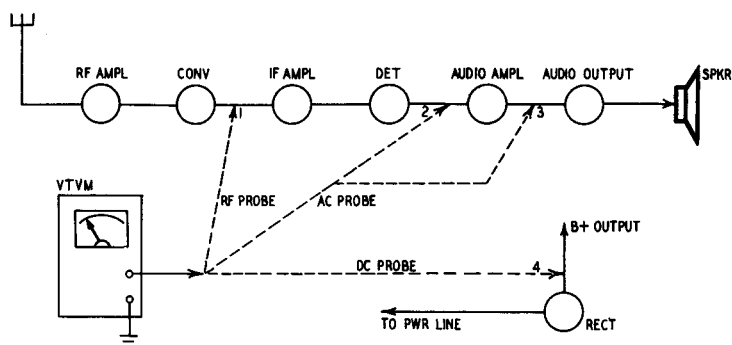 RF AMPL
CONV
IF AMPL
DET
AUDIO AMPL
AUDIO OUTPUT
SPKR
1
2
3
VTVM
RF PROBE
AC PROBE
B+ OUTPUT
DC PROBE
4
TO PWR LINE
RECT